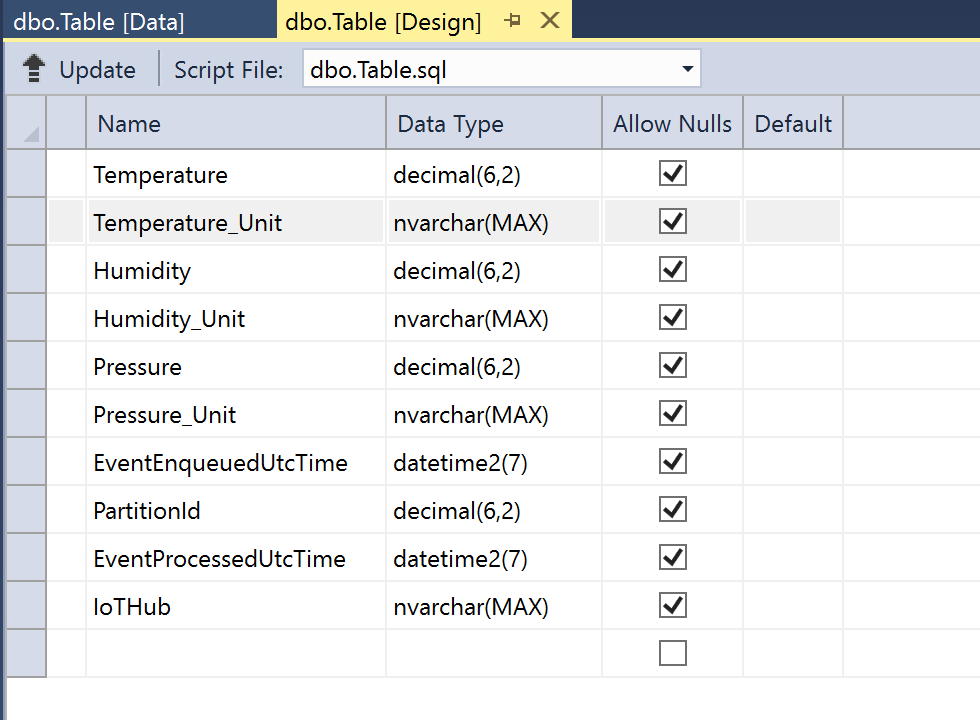 dbo.Table [Data] dbo.Table [Design]
Update Script File: dbo.Table.sql
Name Data Type Allow Nulls Default
Temperature decimal(6,2)
Temperature_Unit nvarchar(MAX)
Humidity decimal(6,2)
Humidity_Unit nvarchar(MAX)
Pressure decimal(6,2)
Pressure_Unit nvarchar(MAX)
EventEnqueuedUtcTime datetime2(7)
PartitionId decimal(6,2)
EventProcessedUtcTime datetime2(7)
IoTHub nvarchar(MAX)